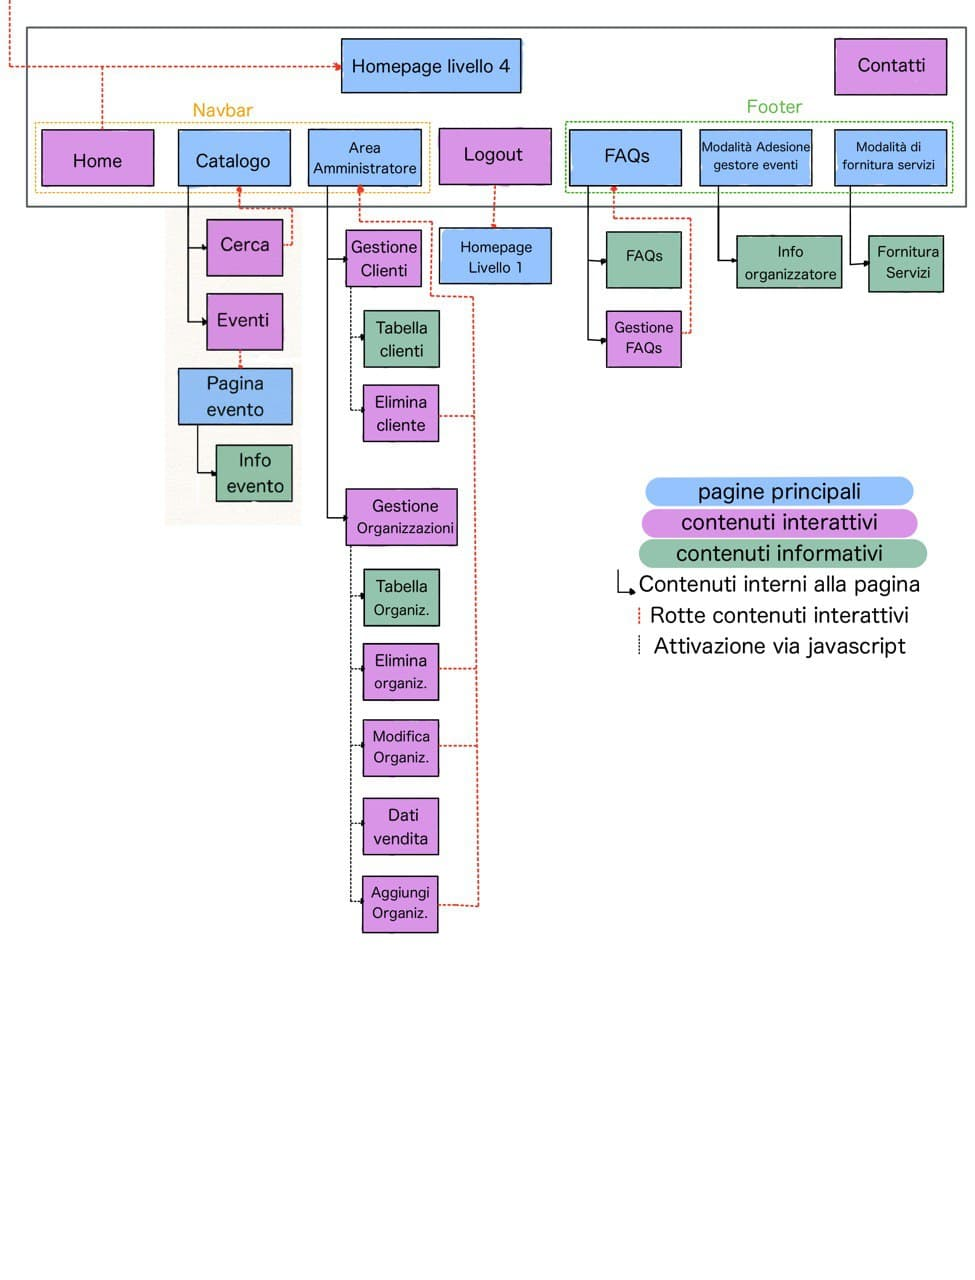 Homepage livello 4
Contatti
Navbar
Footer
Home
Catalogo
Area
Amministratore
Logout
FAQs
Modalità Adesione
gestore eventi
Modalità di
fornitura servizi
Cerca
Eventi
Pagina
evento
Info
evento
Gestione
Clienti
Tabella
clienti
Elimina
cliente
Gestione
Organizzazioni
Tabella
Organiz.
Elimina
organiz.
Modifica
Organiz.
Dati
vendita
Aggiungi
Organiz.
Homepage
Livello 1
FAQs
Gestione
FAQs
Info
organizzatore
Fornitura
Servizi
pagine principali
contenuti interattivi
contenuti informativi
Contenuti interni alla pagina
Rotte contenuti interattivi
Attivazione via javascript